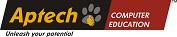 Aptech COMPUTER
EDUCATION
Unleash your potential